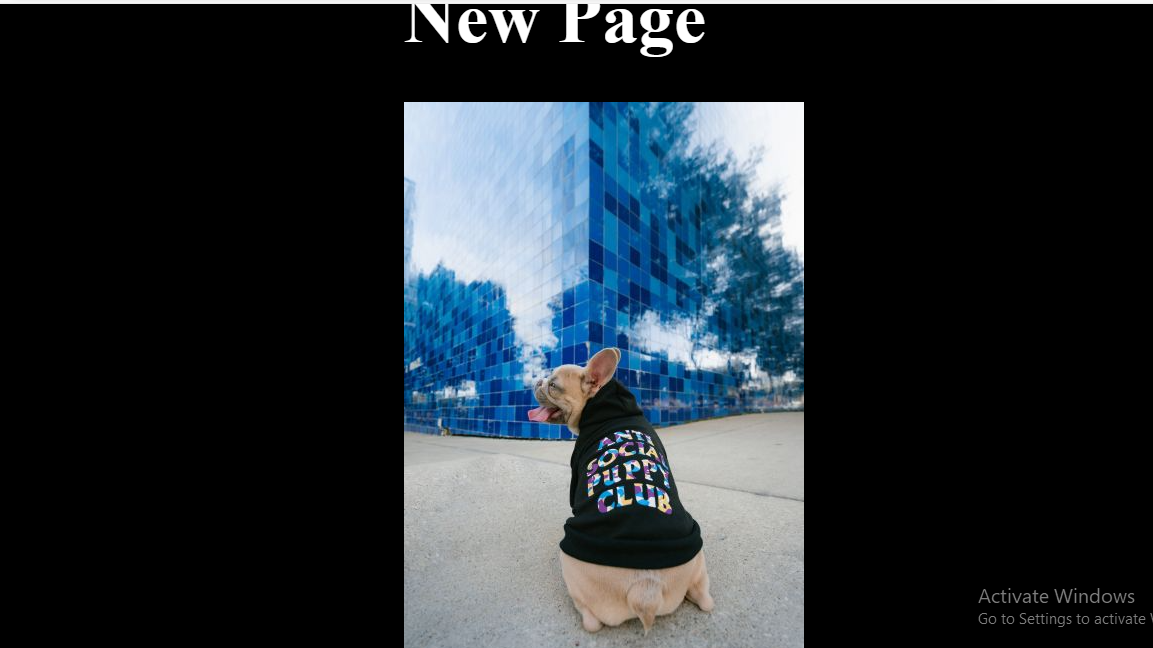 New Page
ANTI
SOCIAL
PUPPY
CLUB
Activate Windows
Go to Settings to activate